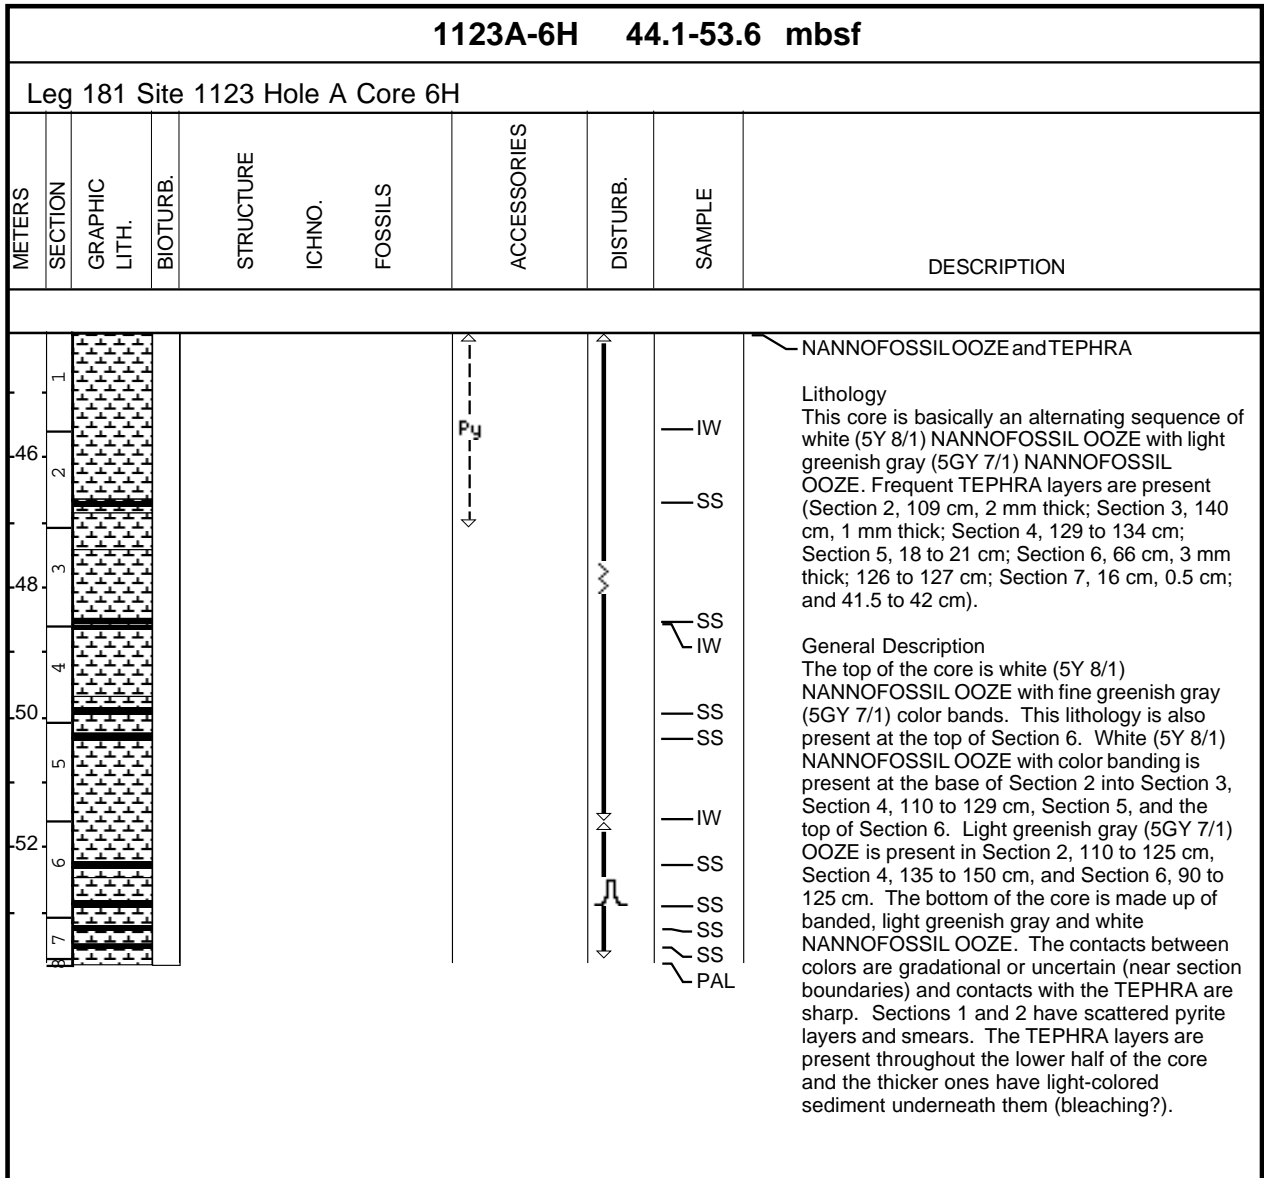 1123A-6H 44.1-53.6 mbsf
Leg 181 Site 1123 Hole A Core 6H
METERS
SECTION
GRAPHIC
LITH.
BIOTURB.
STRUCTURE
ICHNO.
FOSSILS
ACCESSORIES
DISTURB.
SAMPLE
DESCRIPTION
1
2
3
4
5
6
7
8
46
48
50
52
Py
IW
SS
SS
IW
SS
SS
IW
SS
SS
SS
SS
PAL
NANNOFOSSIL OOZE and TEPHRA
Lithology
This core is basically an alternating sequence of
white (5Y 8/1) NANNOFOSSIL OOZE with light
greenish gray (5GY 7/1) NANNOFOSSIL
OOZE. Frequent TEPHRA layers are present
(Section 2, 109 cm, 2 mm thick; Section 3, 140
cm, 1 mm thick; Section 4, 129 to 134 cm;
Section 5, 18 to 21 cm; Section 6, 66 cm, 3 mm
thick; 126 to 127 cm; Section 7, 16 cm, 0.5 cm;
and 41.5 to 42 cm).
General Description
The top of the core is white (5Y 8/1)
NANNOFOSSIL OOZE with fine greenish gray
(5GY 7/1) color bands. This lithology is also
present at the top of Section 6. White (5Y 8/1)
NANNOFOSSIL OOZE with color banding is
present at the base of Section 2 into Section 3,
Section 4, 110 to 129 cm, Section 5, and the
top of Section 6. Light greenish gray (5GY 7/1)
OOZE is present in Section 2, 110 to 125 cm,
Section 4, 135 to 150 cm, and Section 6, 90 to
125 cm. The bottom of the core is made up of
banded, light greenish gray and white
NANNOFOSSIL OOZE. The contacts between
colors are gradational or uncertain (near section
boundaries) and contacts with the TEPHRA are
sharp. Sections 1 and 2 have scattered pyrite
layers and smears. The TEPHRA layers are
present throughout the lower half of the core
and the thicker ones have light-colored
sediment underneath them (bleaching?).